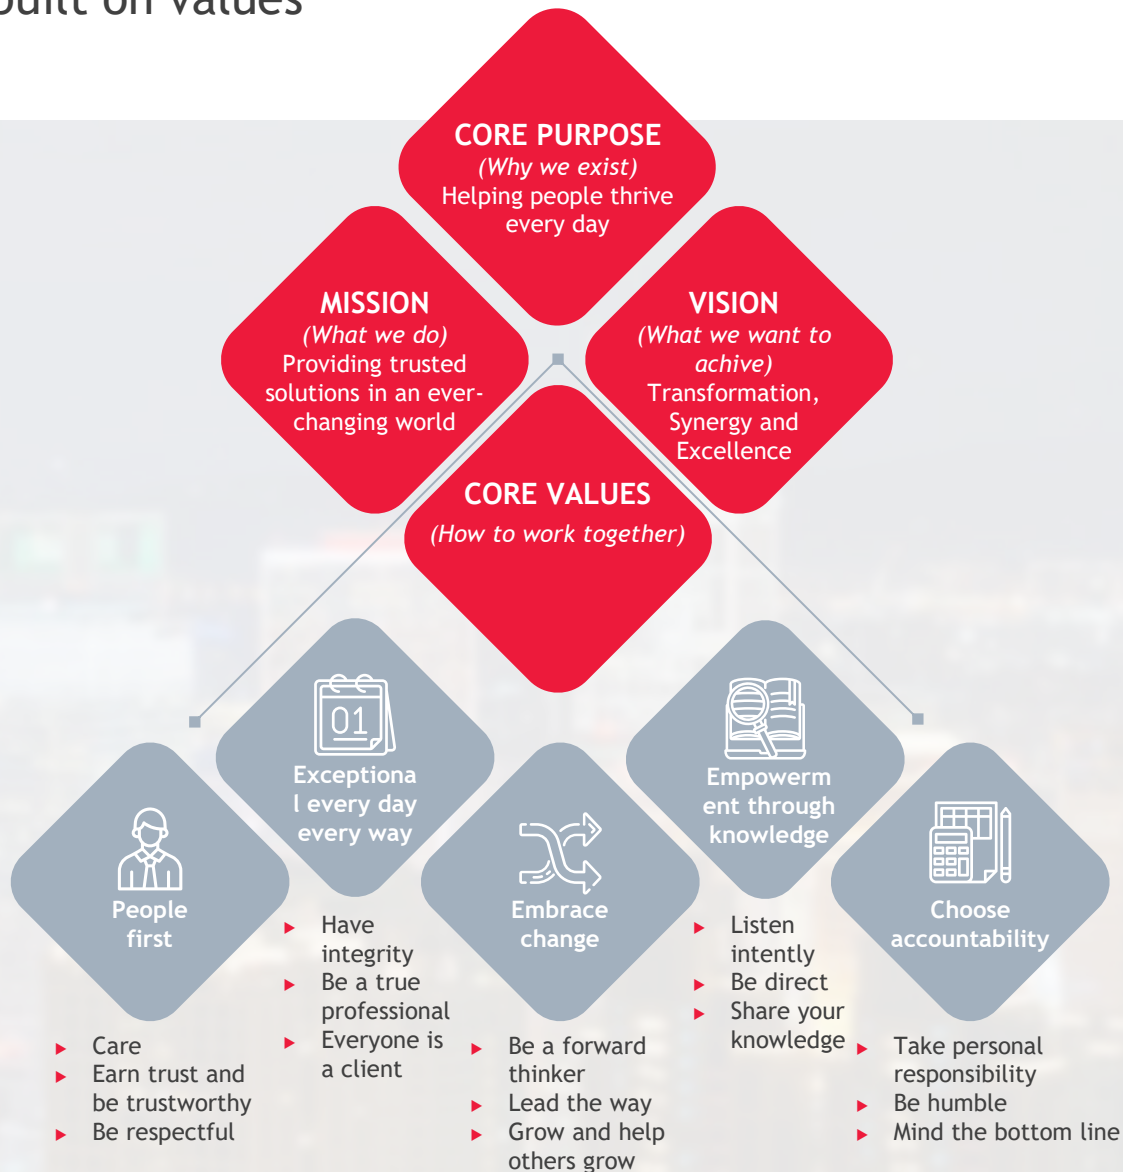 built on values
CORE PURPOSE
(Why we exist)
Helping people thrive
every day
MISSION
(What we do)
Providing trusted
solutions in an ever-
changing world
VISION
(What we want to
achive)
Transformation,
Synergy and
Excellence
CORE VALUES
(How to work together)
People
first
Care
Earn trust and
be trustworthy
Be respectful
01
Exceptiona
l every day
every way
Have
integrity
Be a true
professional
Everyone is
a client
Embrace
change
Be a forward
thinker
Lead the way
Grow and help
others grow
Empowerm
ent through
knowledge
Listen
intently
Be direct
Share your
knowledge
Choose
accountability
Take personal
responsibility
Be humble
Mind the bottom line